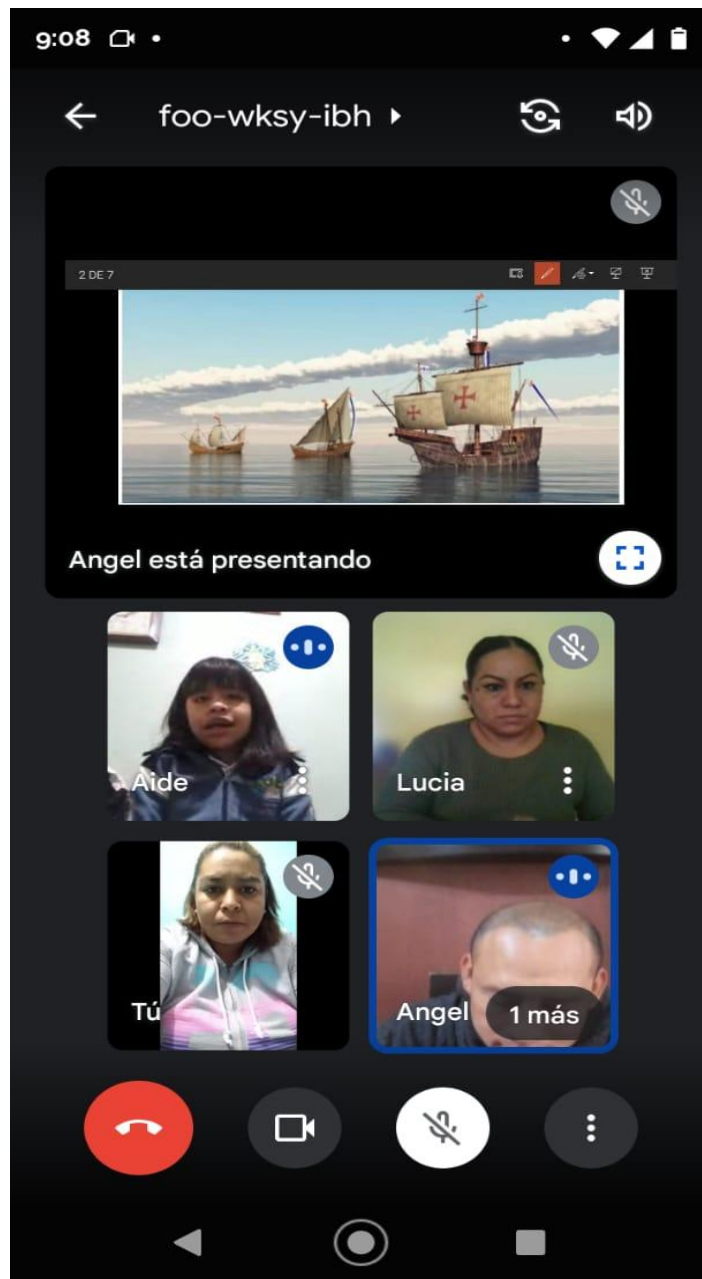 9:08
foo-wksy-ibh
2 DE 7
Angel está presentando
Aide
Lucia
Tú
Angel
1 más